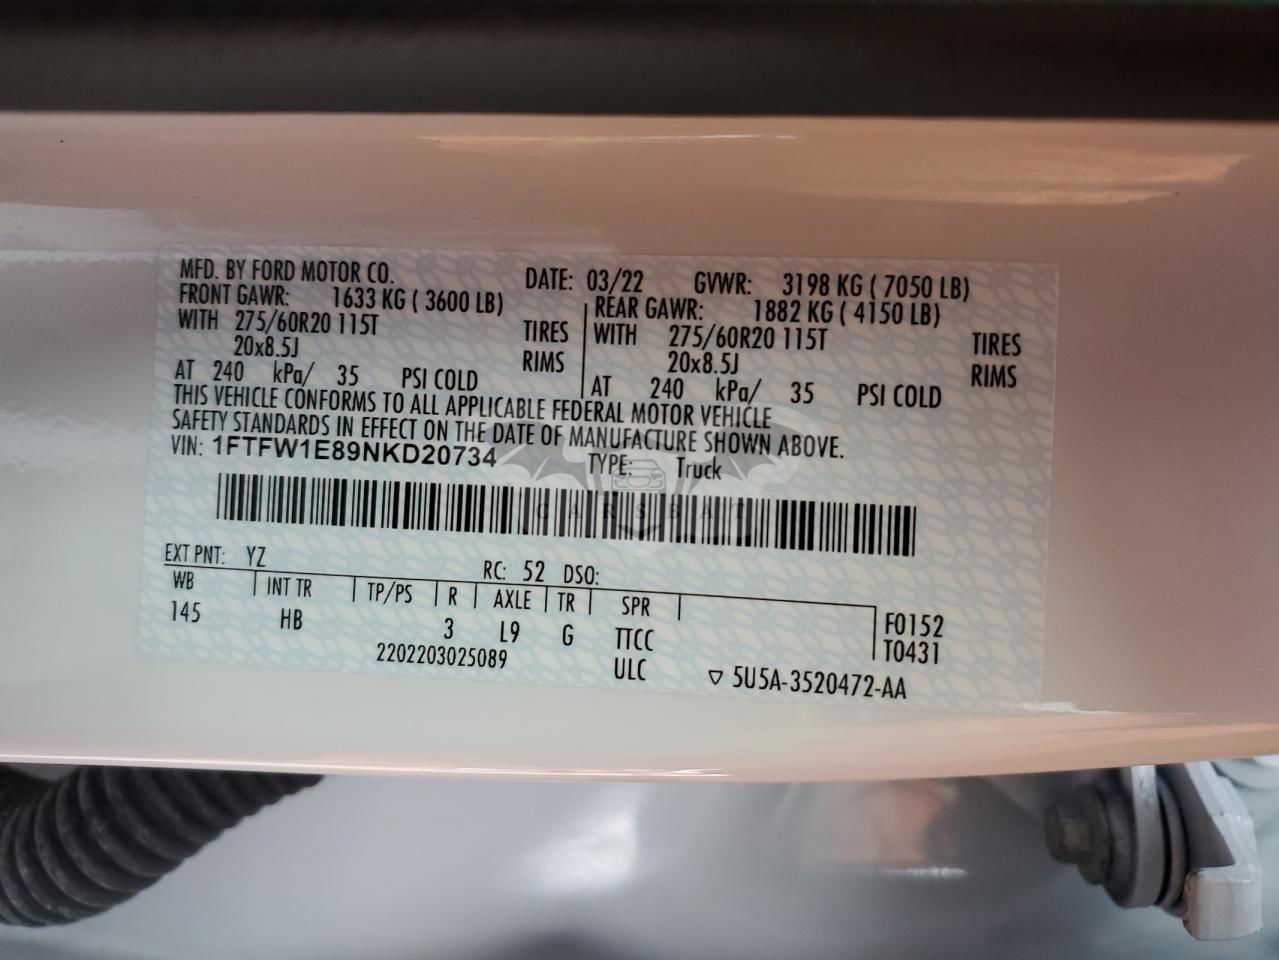 MFD. BY FORD MOTOR CO. DATE: 03/22 GVWR: 3198 KG ( 7050 LB)
FRONT GAWR: 1633 KG ( 3600 LB) REAR GAWR: 1882 KG ( 4150 LB)
WITH 275/60R20 115T TIRES WITH 275/60R20 115T TIRES
20x8.5J RIMS 20x8.5J RIMS
AT 240 kPa/ 35 PSI COLD AT 240 kPa/ 35 PSI COLD
THIS VEHICLE CONFORMS TO ALL APPLICABLE FEDERAL MOTOR VEHICLE
SAFETY STANDARDS IN EFFECT ON THE DATE OF MANUFACTURE SHOWN ABOVE.
VIN: 1FTFW1E89NKD20734 TYPE: Truck
CARSBAT
EXT PNT: YZ RC: 52 DSO:
WB INT TR TP/PS R AXLE TR SPR F0152
145 HB 3 L9 G TTCC T0431
2202203025089 ULC ▽ 5U5A-3520472-AA